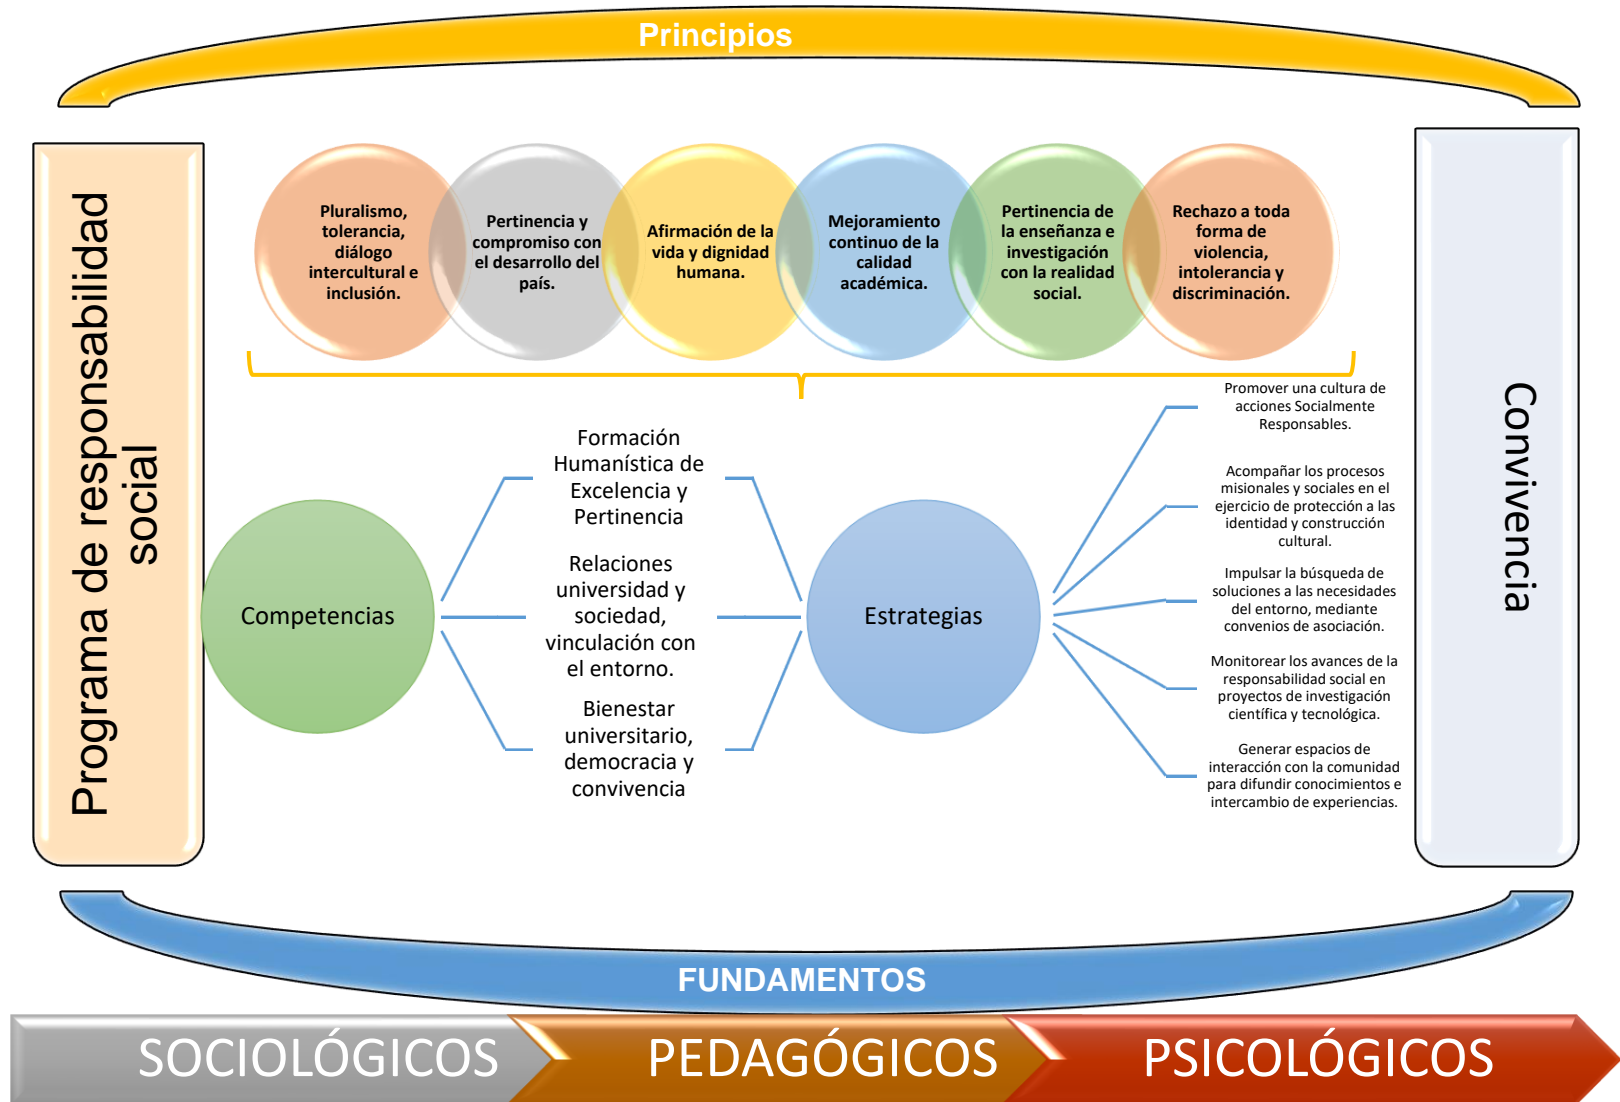 Principios
Programa de responsabilidad
social
Pluralismo,
tolerancia,
diálogo
intercultural e
inclusión.
Pertinencia y
compromiso con
el desarrollo del
país.
Afirmación de la
vida y dignidad
humana.
Mejoramiento
continuo de la
calidad
académica.
Pertinencia de
la enseñanza e
investigación
con la realidad
social.
Rechazo a toda
forma de
violencia,
intolerancia y
discriminación.
Competencias
Formación
Humanística de
Excelencia y
Pertinencia
Relaciones
universidad y
sociedad,
vinculación con
el entorno.
Bienestar
universitario,
democracia y
convivencia
Estrategias
Promover una cultura de
acciones Socialmente
Responsables.
Acompañar los procesos
misionales y sociales en el
ejercicio de protección a las
identidad y construcción
cultural.
Impulsar la búsqueda de
soluciones a las necesidades
del entorno, mediante
convenios de asociación.
Monitorear los avances de la
responsabilidad social en
proyectos de investigación
científica y tecnológica.
Generar espacios de
interacción con la comunidad
para difundir conocimientos e
intercambio de experiencias.
Convivencia
FUNDAMENTOS
SOCIOLÓGICOS
PEDAGÓGICOS
PSICOLÓGICOS